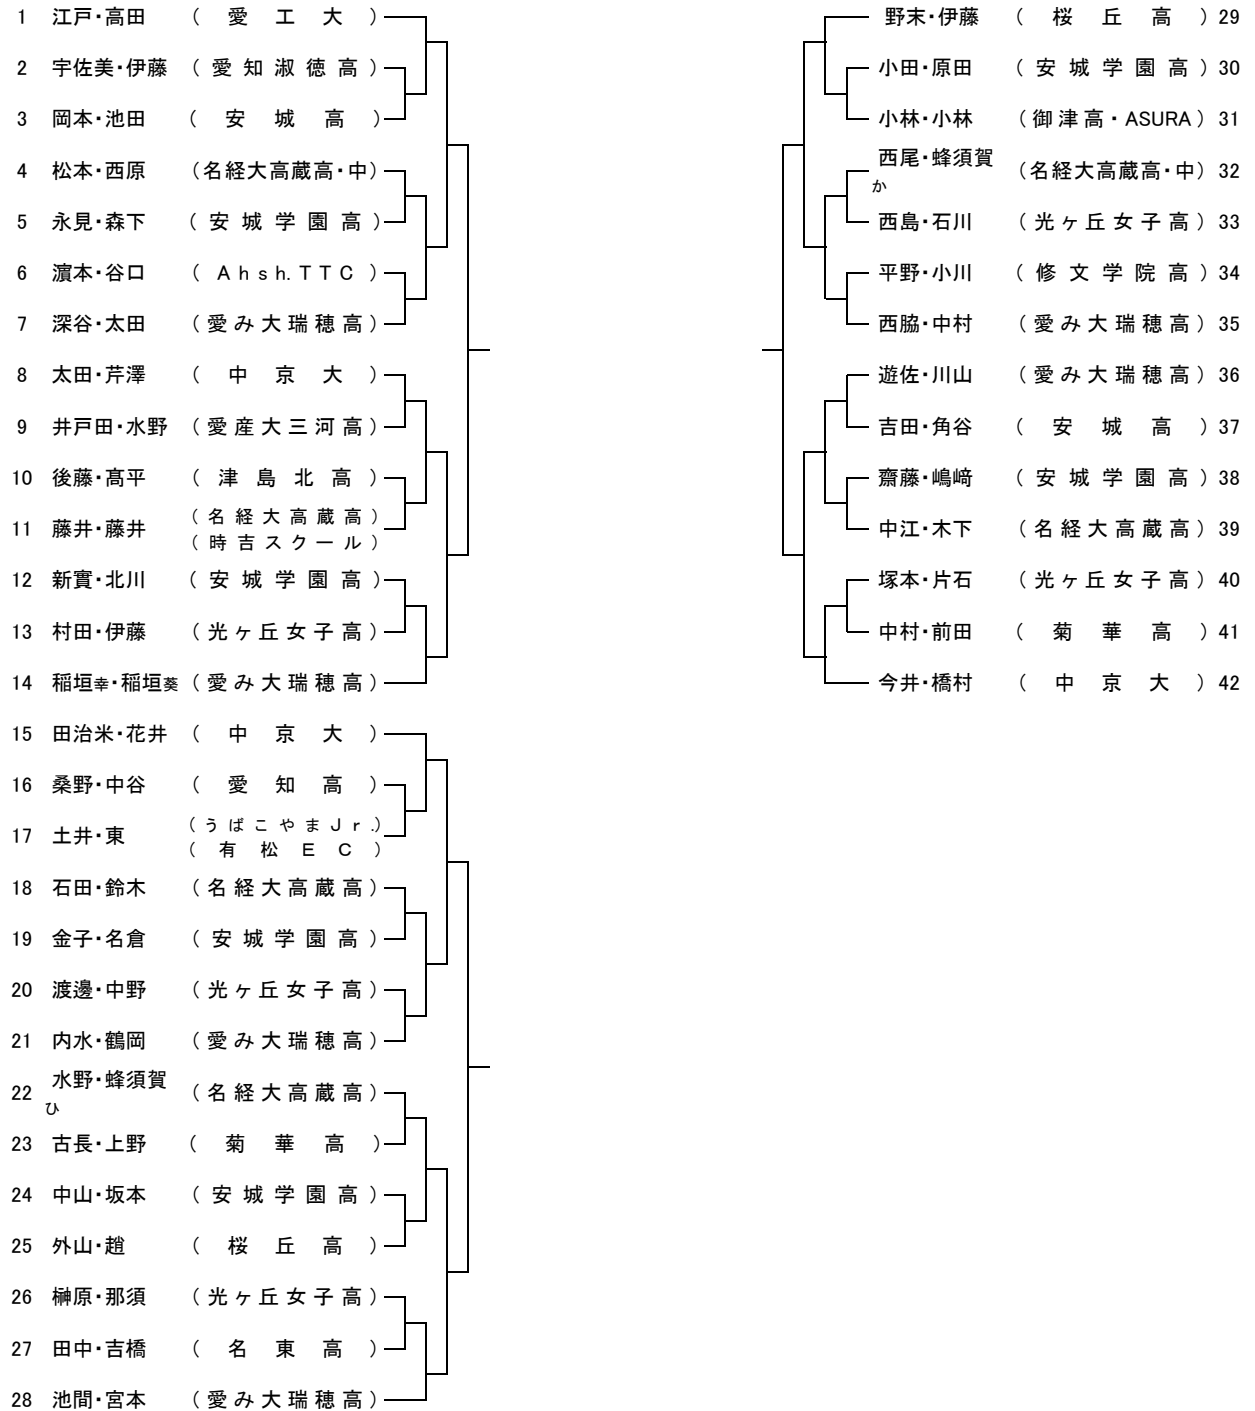 1 江戸・高田 (愛工大)
2 宇佐美・伊藤 (愛知淑徳高)
3 岡本・池田 (安城高)
4 松本・西原 (名経大高蔵高・中)
5 永見・森下 (安城学園高)
6 濵本・谷口 (Ahsh.TTC)
7 深谷・太田 (愛み大瑞穂高)
8 太田・芹澤 (中京大)
9 井戸田・水野 (愛産大三河高)
10 後藤・髙平 (津島北高)
11 藤井・藤井 (名経大高蔵高)
(時吉スクール)
12 新實・北川 (安城学園高)
13 村田・伊藤 (光ヶ丘女子高)
14 稲垣幸・稲垣葵 (愛み大瑞穂高)
15 田治米・花井 (中京大)
16 桑野・中谷 (愛知高)
17 土井・東 (うばこやまJr.)
(有松EC)
18 石田・鈴木 (名経大高蔵高)
19 金子・名倉 (安城学園高)
20 渡邊・中野 (光ヶ丘女子高)
21 内水・鶴岡 (愛み大瑞穂高)
22 水野・蜂須賀 (名経大高蔵高)
ひ
23 古長・上野 (菊華高)
24 中山・坂本 (安城学園高)
25 外山・趙 (桜丘高)
26 榊原・那須 (光ヶ丘女子高)
27 田中・吉橋 (名東高)
28 池間・宮本 (愛み大瑞穂高)
野末・伊藤 (桜丘高) 29
小田・原田 (安城学園高) 30
小林・小林 (御津高・ASURA) 31
西尾・蜂須賀 (名経大高蔵高・中) 32
か
西島・石川 (光ヶ丘女子高) 33
平野・小川 (修文学院高) 34
西脇・中村 (愛み大瑞穂高) 35
遊佐・川山 (愛み大瑞穂高) 36
吉田・角谷 (安城高) 37
齋藤・嶋﨑 (安城学園高) 38
中江・木下 (名経大高蔵高) 39
塚本・片石 (光ヶ丘女子高) 40
中村・前田 (菊華高) 41
今井・橋村 (中京大) 42